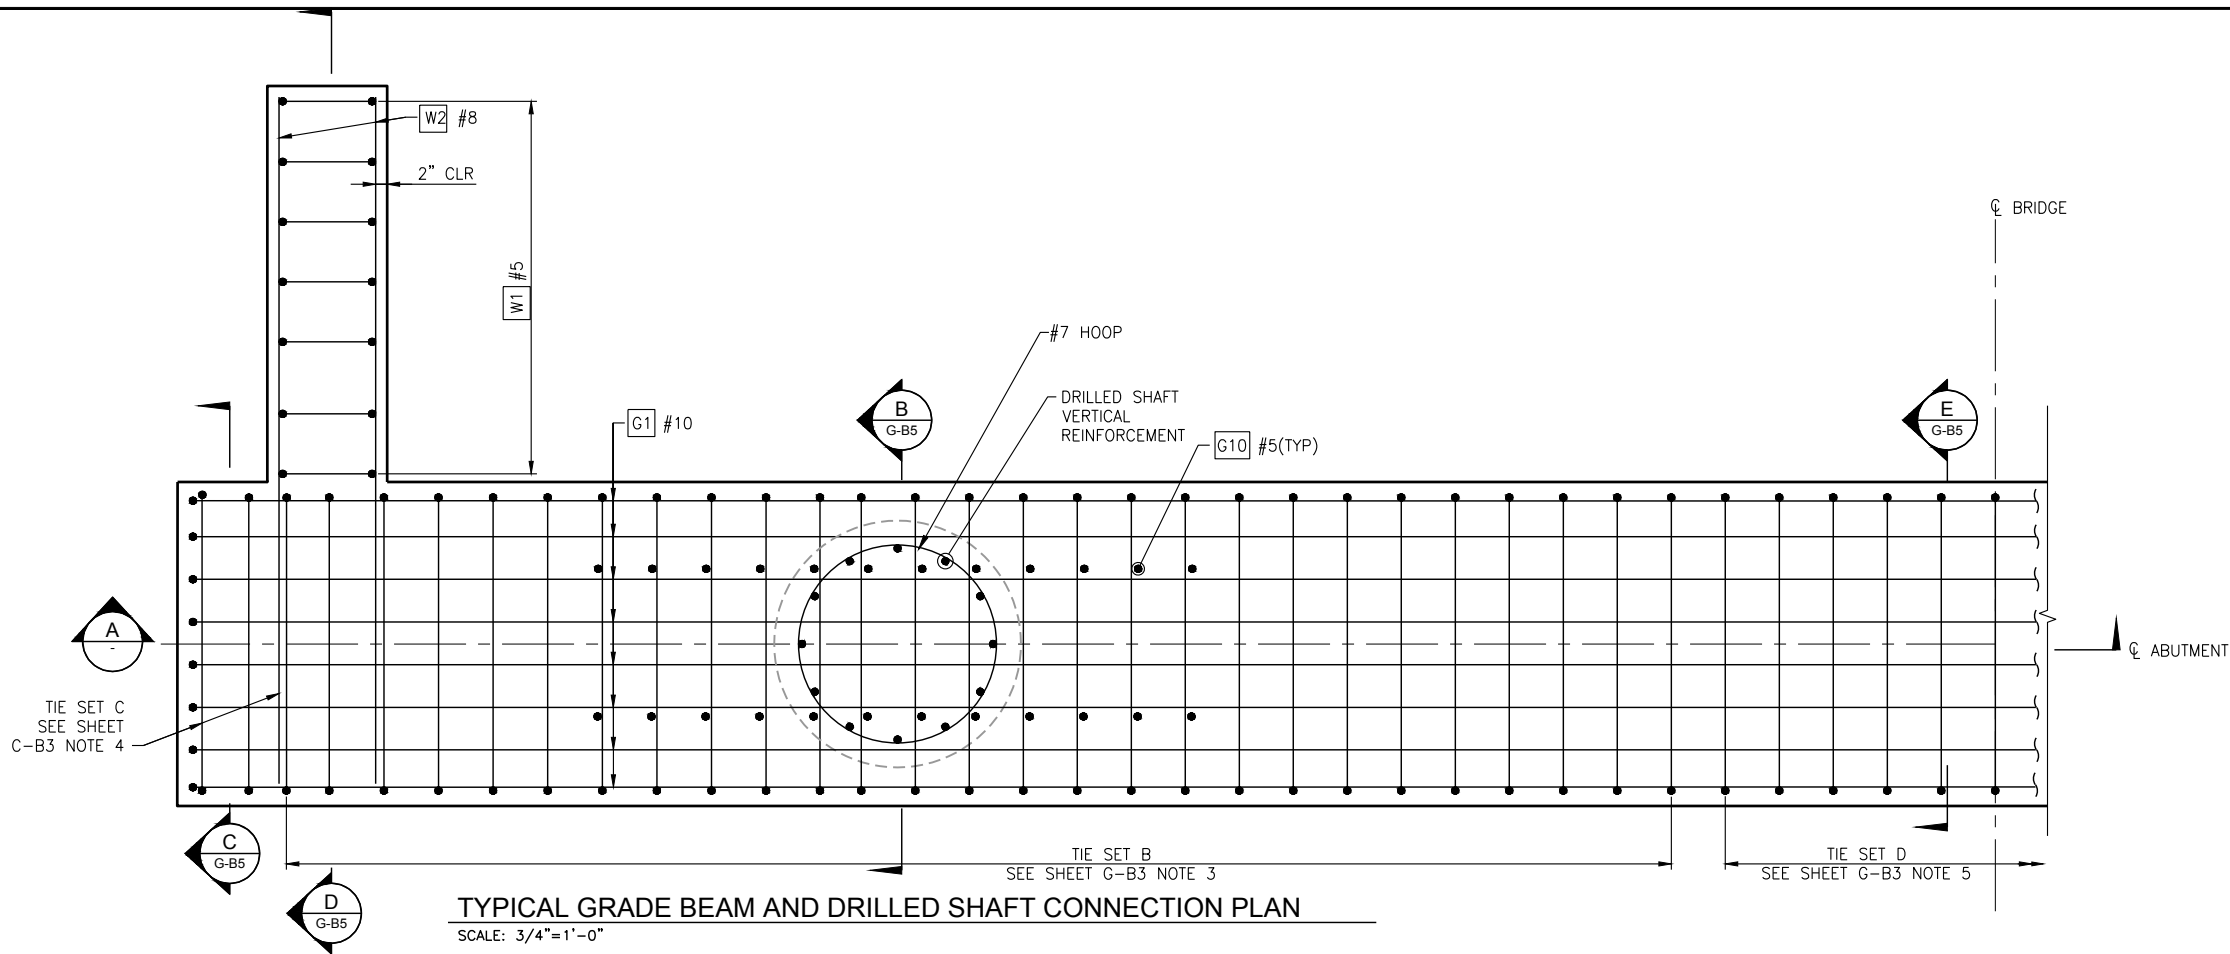 W2 #8
2" CLR
W1 #5
℄ BRIDGE
#7 HOOP
DRILLED SHAFT
VERTICAL
REINFORCEMENT
G1 #10
B
G-B5
G10 #5(TYP)
E
G-B5
A
-
℄ ABUTMENT
TIE SET C
SEE SHEET
C-B3 NOTE 4
C
G-B5
TIE SET B
SEE SHEET G-B3 NOTE 3
TIE SET D
SEE SHEET G-B3 NOTE 5
D
G-B5
TYPICAL GRADE BEAM AND DRILLED SHAFT CONNECTION PLAN
SCALE: 3/4"=1'-0"